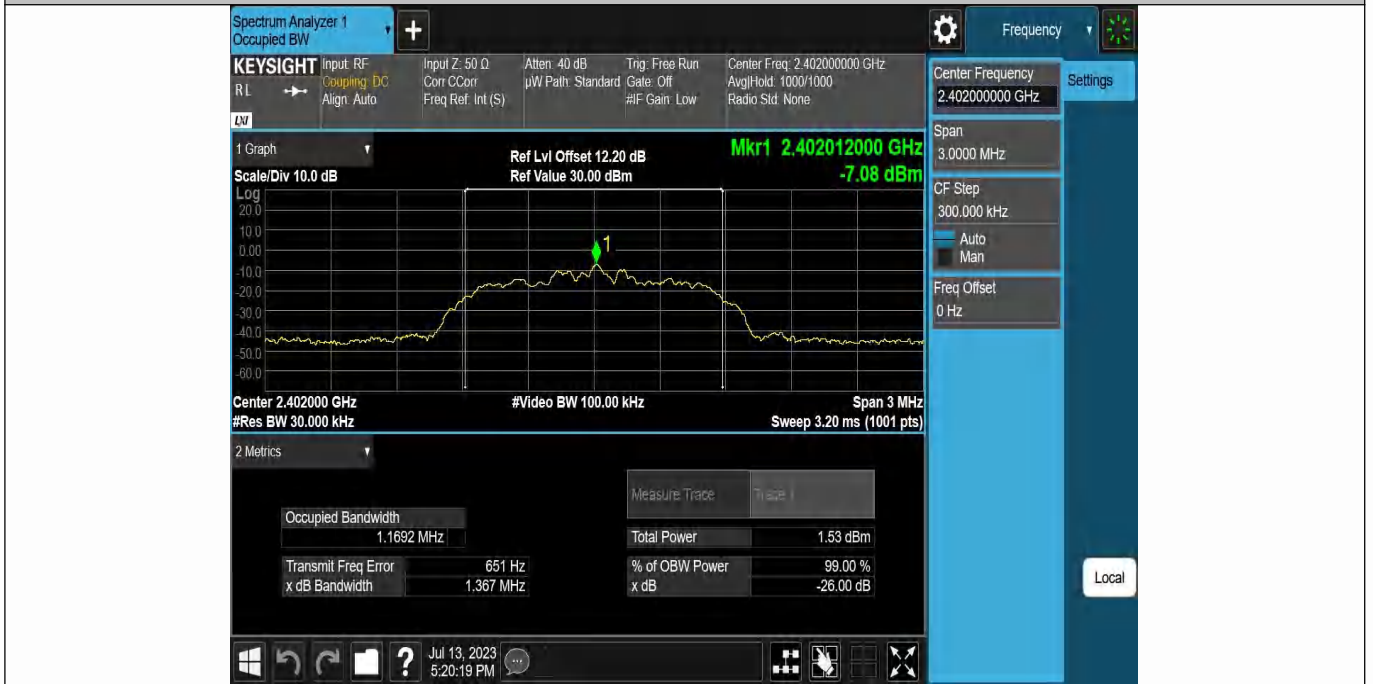 Spectrum Analyzer 1
Occupied BW
+
Frequency
KEYSIGHT
R L
LXI
Input: RF
Coupling: DC
Align: Auto
Input Z: 50 Ω
Corr CCorr
Freq Ref: Int (S)
Atten: 40 dB
µW Path: Standard
Trig: Free Run
Gate: Off
#IF Gain: Low
Center Freq: 2.402000000 GHz
Avg|Hold: 1000/1000
Radio Std: None
Center Frequency
2.402000000 GHz
Settings
Span
3.0000 MHz
CF Step
300.000 kHz
Auto
Man
Freq Offset
0 Hz
Local
1 Graph
Scale/Div 10.0 dB
Ref Lvl Offset 12.20 dB
Ref Value 30.00 dBm
Mkr1 2.402012000 GHz
-7.08 dBm
Log
20.0
10.0
0.00
-10.0
-20.0
-30.0
-40.0
-50.0
-60.0
1
Center 2.402000 GHz
#Res BW 30.000 kHz
#Video BW 100.00 kHz
Span 3 MHz
Sweep 3.20 ms (1001 pts)
2 Metrics
Measure Trace
Trace 1
Occupied Bandwidth
1.1692 MHz
Total Power
1.53 dBm
Transmit Freq Error
651 Hz
% of OBW Power
99.00 %
x dB Bandwidth
1.367 MHz
x dB
-26.00 dB
?
Jul 13, 2023
5:20:19 PM